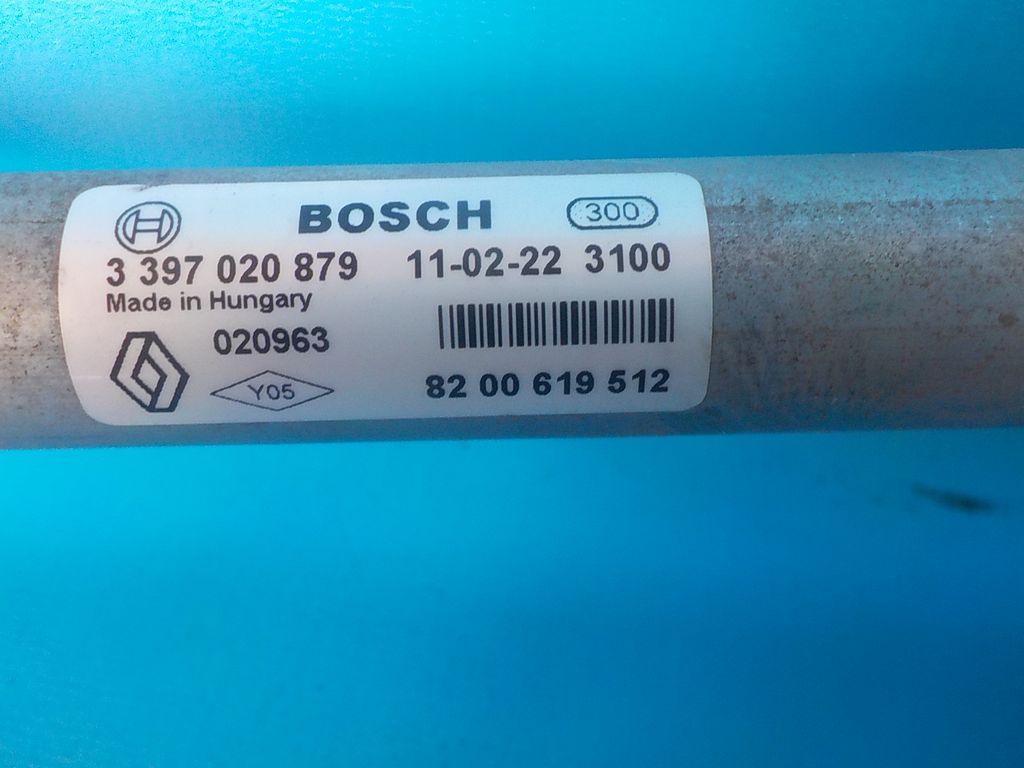 BOSCH 300
3 397 020 879 11-02-22 3100
Made in Hungary
020963
Y05 82 00 619 512